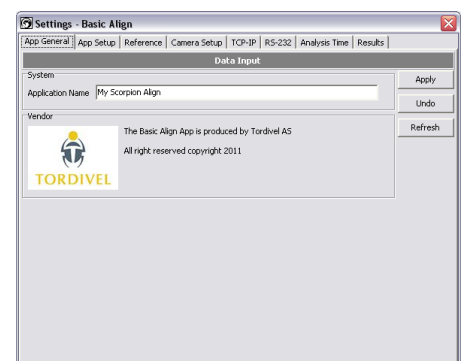 Settings - Basic Align
App General App Setup Reference Camera Setup TCP-IP RS-232 Analysis Time Results
Data Input
System
Application Name My Scorpion Align
Apply
Undo
Refresh
Vendor
The Basic Align App is produced by Tordivel AS
All right reserved copyright 2011
TORDIVEL